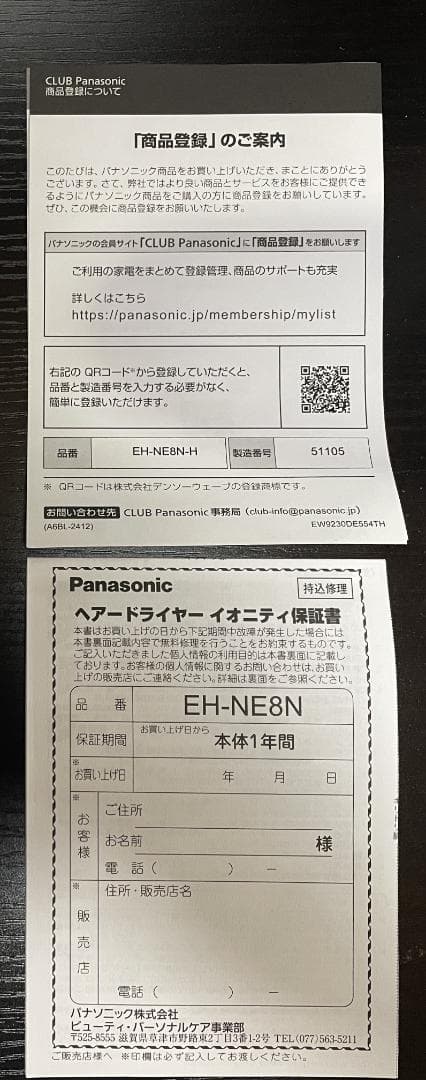 CLUB Panasonic
商品登録について
「商品登録」のご案内
このたびは、パナソニック商品をお買い上げいただき、まことにありがとう
ございます。さて、弊社ではより良い商品とサービスをお客様にご提供でき
るようにパナソニック商品をご購入の方に商品登録をお願いしています。
ぜひ、この機会に商品登録をお願いいたします。
パナソニックの会員サイト「CLUB Panasonic」に「商品登録」をお願いします
ご利用の家電をまとめて登録管理、商品のサポートも充実
詳しくはこちら
https://panasonic.jp/membership/mylist
右記の QRコード※から登録していただくと、
品番と製造番号を入力する必要がなく、
簡単に登録いただけます。
品番 EH-NE8N-H 製造番号 51105
※ QRコードは株式会社デンソーウェーブの登録商標です。
お問い合わせ先 CLUB Panasonic 事務局 (club-info@panasonic.jp)
(A6BL-2412) EW9230DE554TH
Panasonic 持込修理
ヘアードライヤー イオニティ保証書
本書はお買い上げの日から下記期間中故障が発生した場合には
本書裏面記載内容で無料修理を行うことをお約束するものです。
ご記入いただきました個人情報の利用目的は本書裏面に記載し
ております。お客様の個人情報に関するお問い合わせは、お買い
上げの販売店にご連絡ください。詳細は裏面をご参照ください。
品番 EH-NE8N
保証期間 お買い上げ日から 本体1年間
※お買い上げ日 年 月 日
※お客様 ご住所
お名前 様
電話( ) −
※販売店 住所・販売店名
電話( ) −
パナソニック株式会社
ビューティ・パーソナルケア事業部
〒525-8555 滋賀県草津市野路東2丁目3番1-2号 TEL(077)563-5211
ご販売店様へ ※印欄は必ず記入してお渡しください。